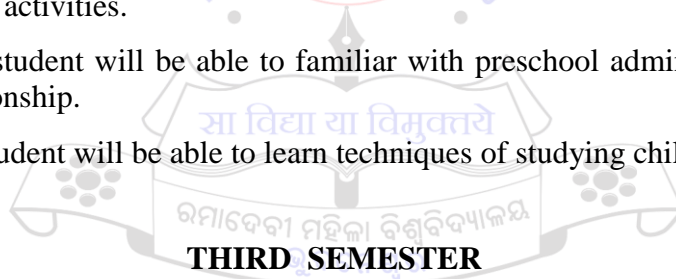 activities.
student will be able to familiar with preschool admi
onship.
सा विद्या या विमुक्तये
udent will be able to learn techniques of studying chil
ରମାଦେବୀ ମହିଳା ବିଶ୍ଵବିଦ୍ୟାଳୟ
THIRD SEMESTER